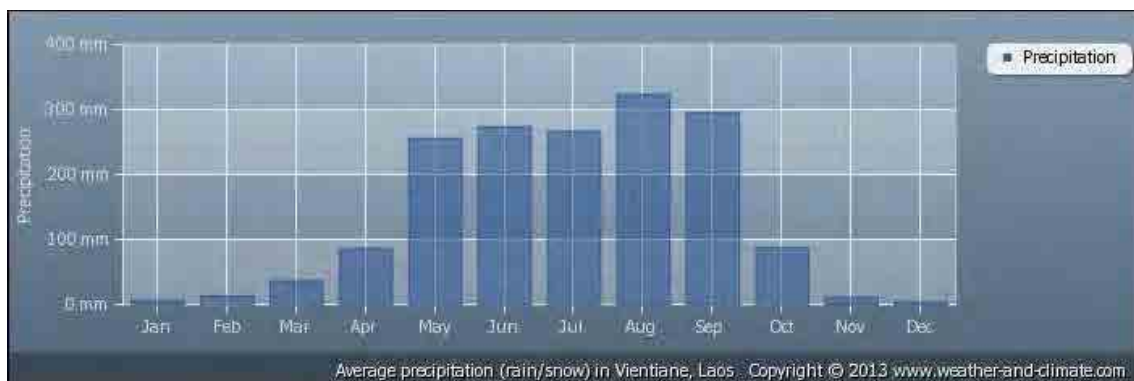 400 mm
Precipitation
300 mm
200 mm
100 mm
0 mm
Precipitation
Jan Feb Mar Apr May Jun Jul Aug Sep Oct Nov Dec
Average precipitation (rain/snow) in Vientiane, Laos Copyright © 2013 www.weather-and-climate.com